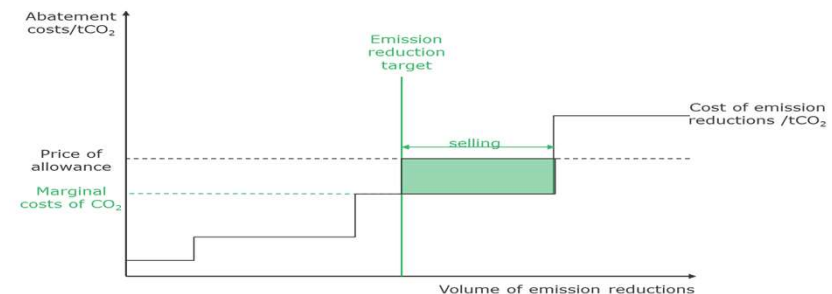 Abatement
costs/tCO₂
Emission
reduction
target
Cost of emission
reductions /tCO₂
selling
Price of
allowance
Marginal
costs of CO₂
Volume of emission reductions